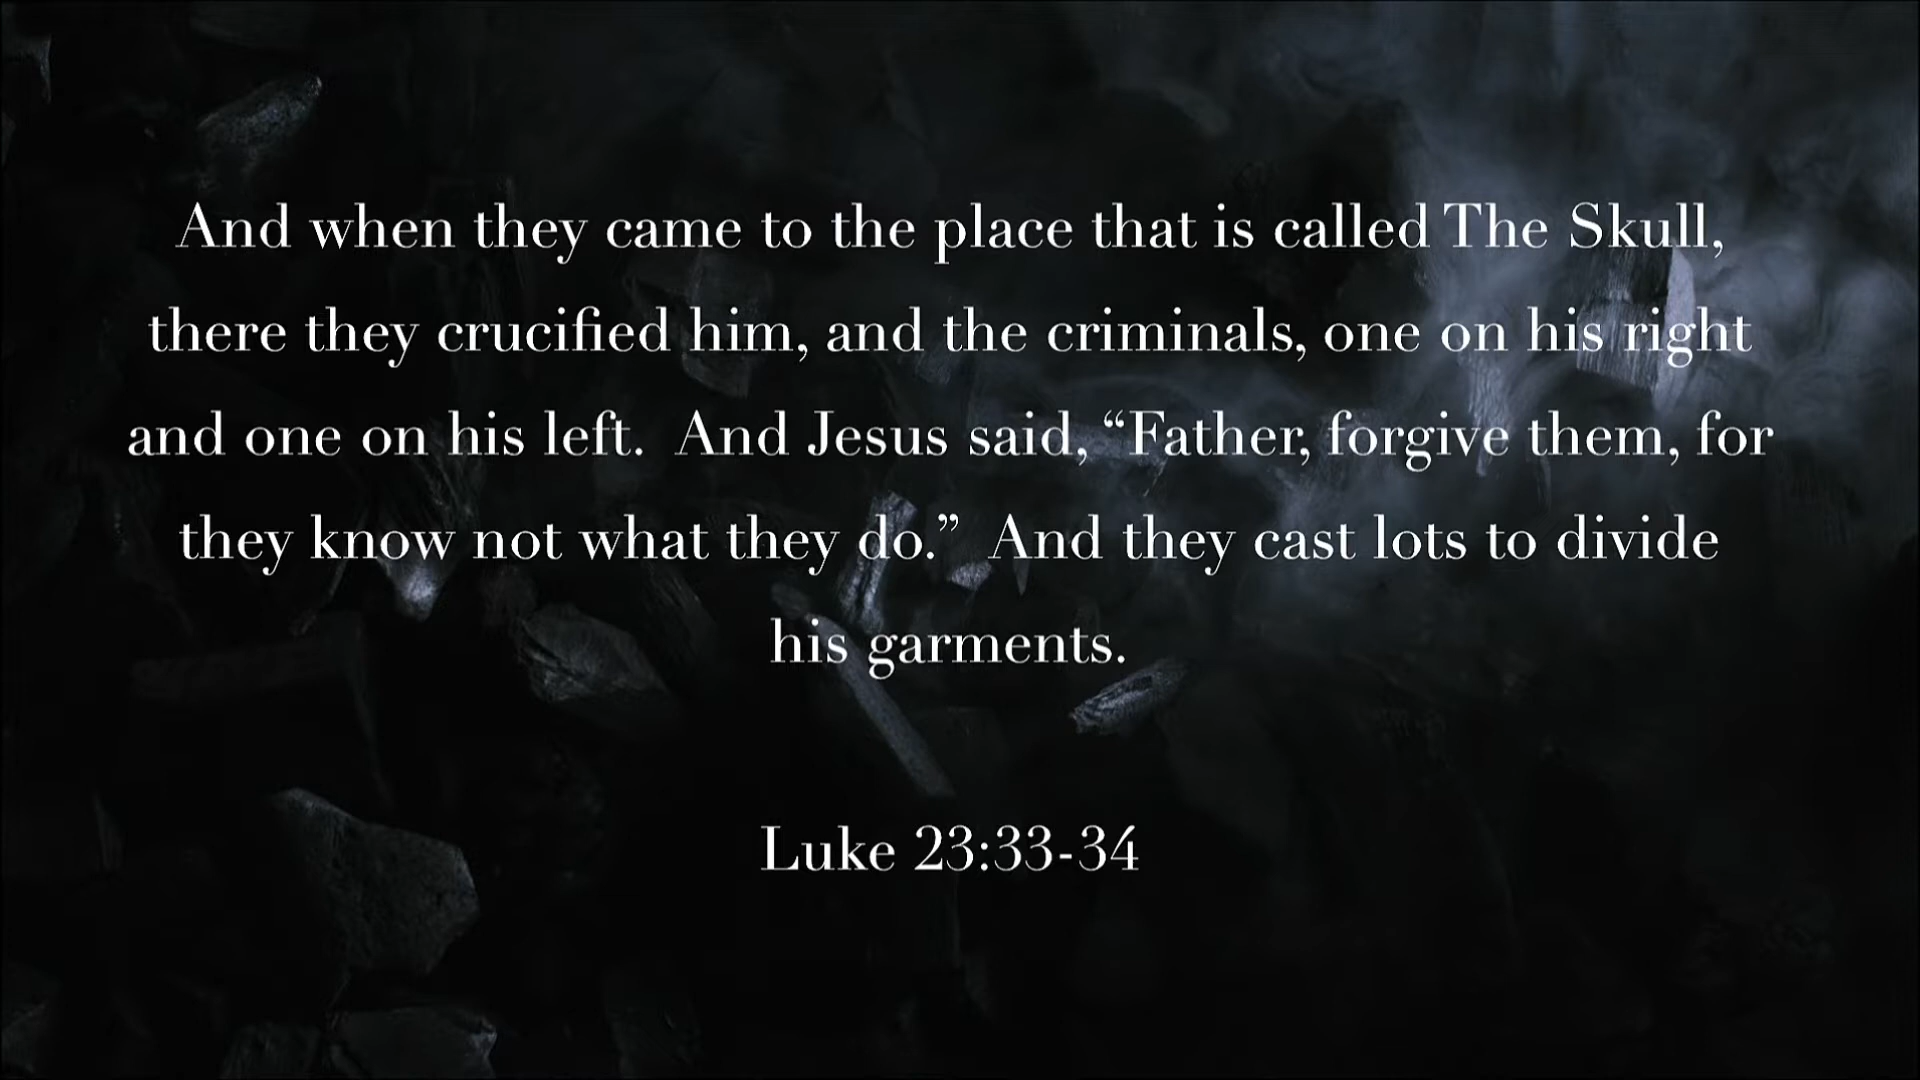 And when they came to the place that is called The Skull,
there they crucified him, and the criminals, one on his right
and one on his left.  And Jesus said, “Father, forgive them, for
they know not what they do.”  And they cast lots to divide
his garments.
Luke 23:33-34